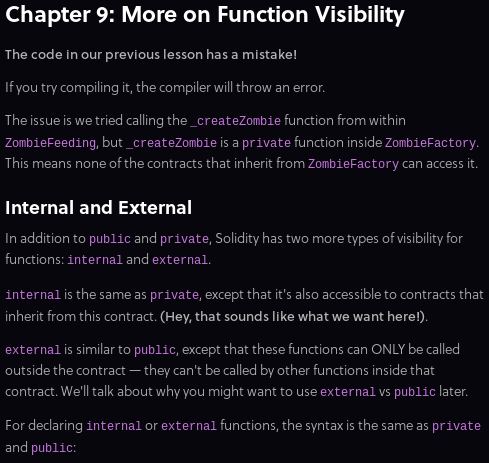 Chapter 9: More on Function Visibility
The code in our previous lesson has a mistake!
If you try compiling it, the compiler will throw an error.
The issue is we tried calling the _createZombie function from within
ZombieFeeding, but _createZombie is a private function inside ZombieFactory.
This means none of the contracts that inherit from ZombieFactory can access it.
Internal and External
In addition to public and private, Solidity has two more types of visibility for
functions: internal and external.
internal is the same as private, except that it's also accessible to contracts that
inherit from this contract. (Hey, that sounds like what we want here!).
external is similar to public, except that these functions can ONLY be called
outside the contract — they can't be called by other functions inside that
contract. We'll talk about why you might want to use external vs public later.
For declaring internal or external functions, the syntax is the same as private
and public: